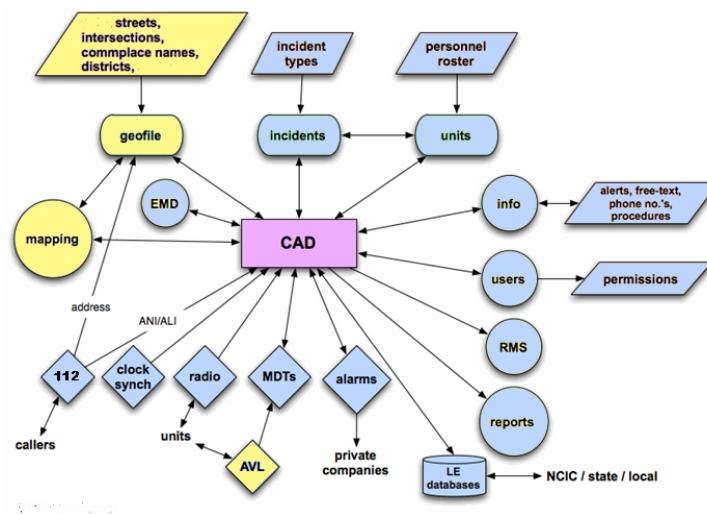 streets,
intersections,
commplace names,
districts,
incident
types
personnel
roster
geofile
incidents
units
EMD
info
alerts, free-text,
phone no.'s,
procedures
mapping
CAD
users
permissions
address
ANI/ALI
RMS
112
clock
synch
radio
MDTs
alarms
reports
callers
units
AVL
private
companies
LE
databases
NCIC / state / local